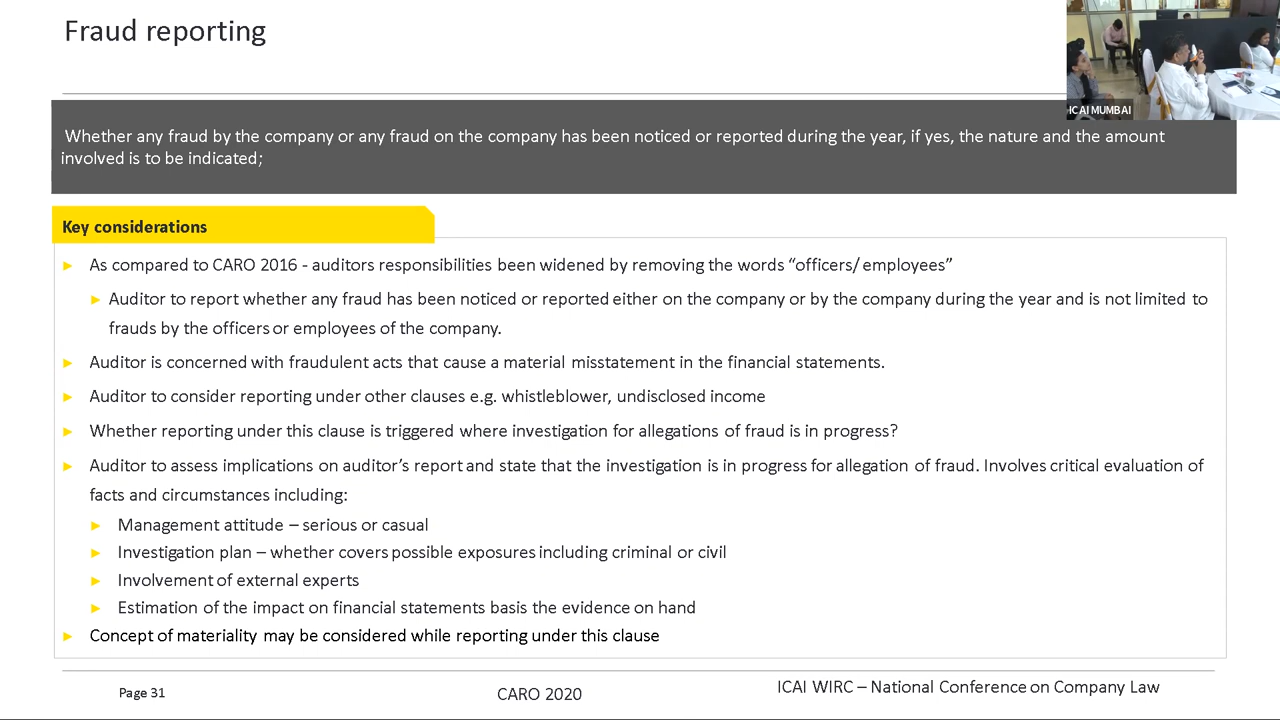 Fraud reporting
ICAI MUMBAI
Whether any fraud by the company or any fraud on the company has been noticed or reported during the year, if yes, the nature and the amount
involved is to be indicated;
Key considerations
► As compared to CARO 2016 - auditors responsibilities been widened by removing the words “officers/ employees”
► Auditor to report whether any fraud has been noticed or reported either on the company or by the company during the year and is not limited to
frauds by the officers or employees of the company.
► Auditor is concerned with fraudulent acts that cause a material misstatement in the financial statements.
► Auditor to consider reporting under other clauses e.g. whistleblower, undisclosed income
► Whether reporting under this clause is triggered where investigation for allegations of fraud is in progress?
► Auditor to assess implications on auditor’s report and state that the investigation is in progress for allegation of fraud. Involves critical evaluation of
facts and circumstances including:
► Management attitude – serious or casual
► Investigation plan – whether covers possible exposures including criminal or civil
► Involvement of external experts
► Estimation of the impact on financial statements basis the evidence on hand
► Concept of materiality may be considered while reporting under this clause
Page 31
CARO 2020
ICAI WIRC – National Conference on Company Law